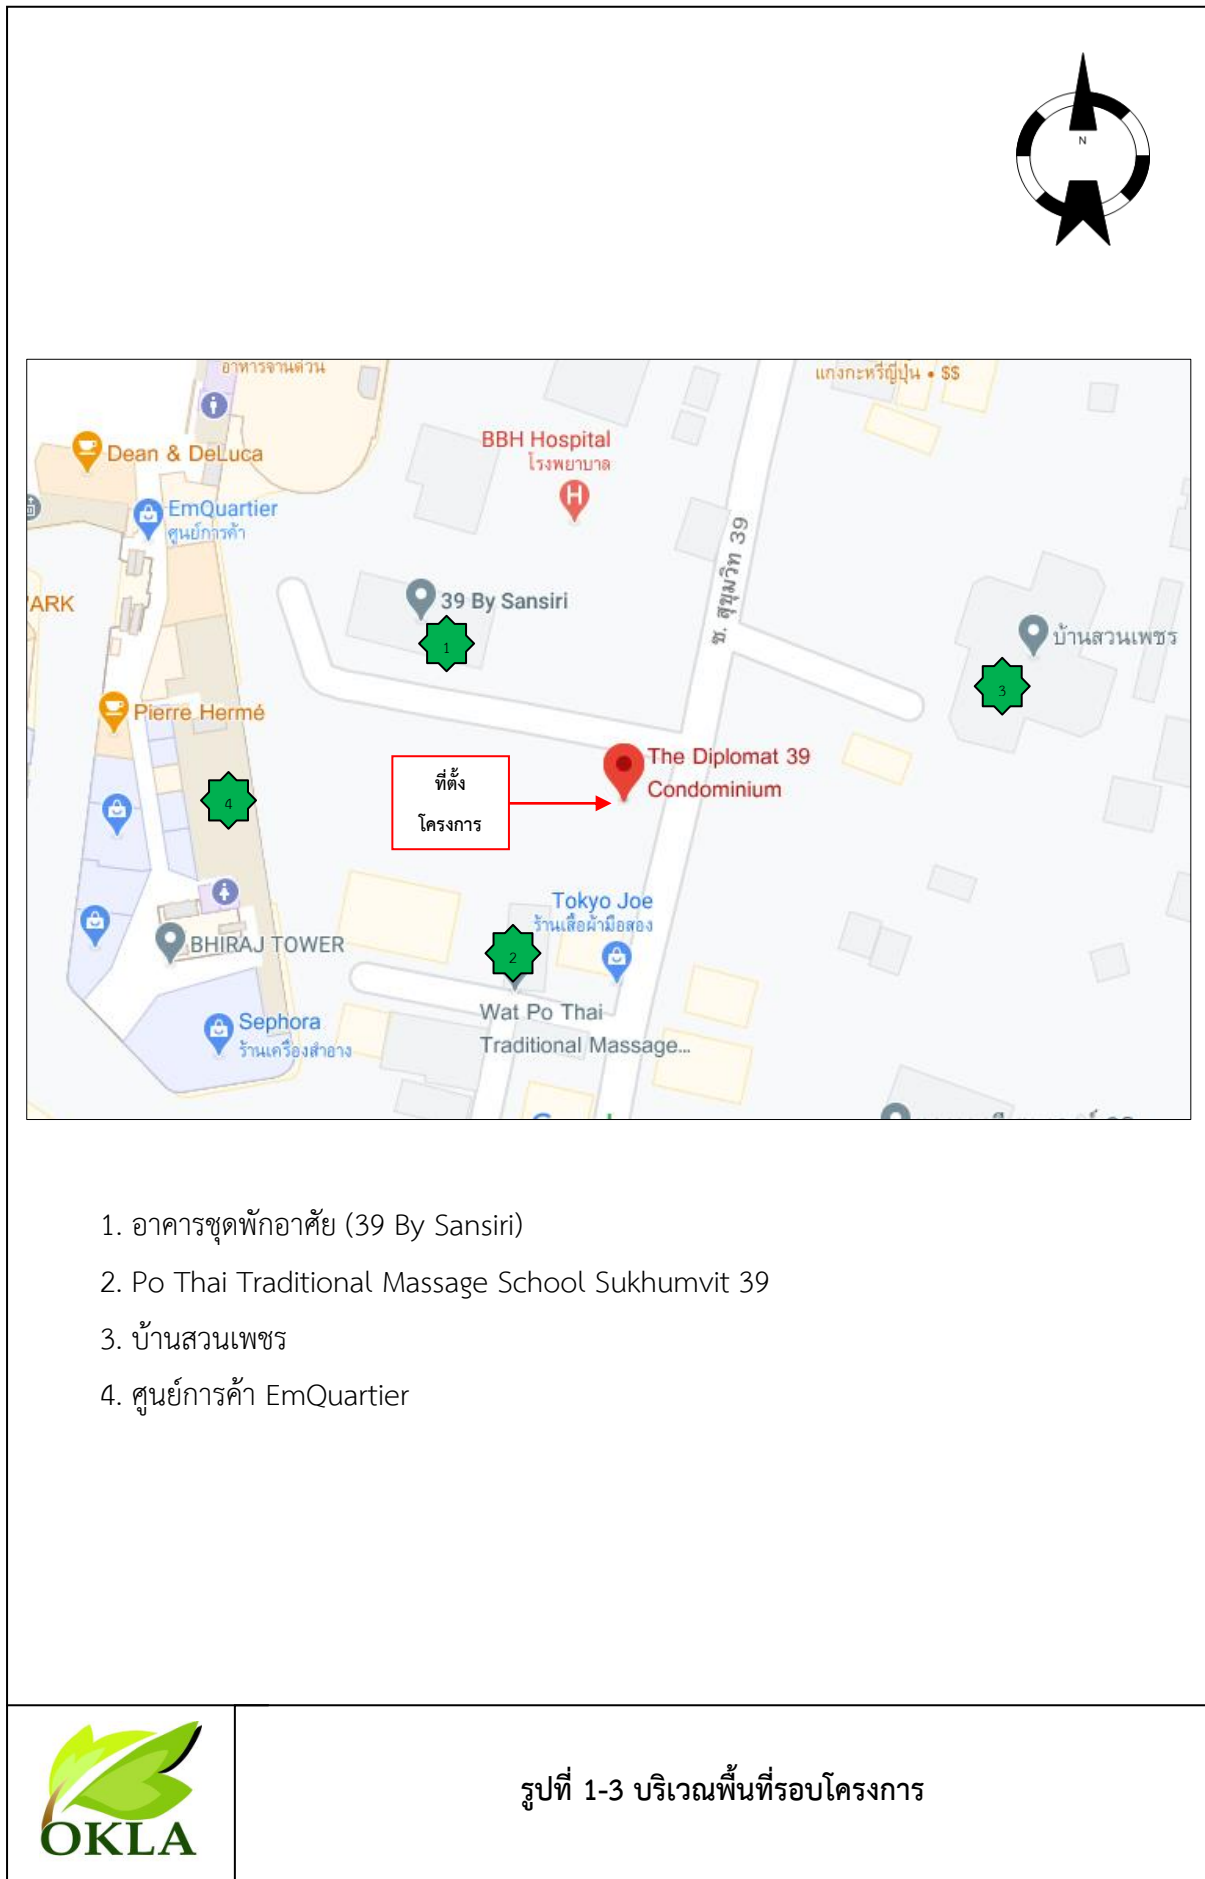 N
อาหารจานด่วน
แกงกะหรี่ญี่ปุ่น • $$
Dean & DeLuca
BBH Hospital
โรงพยาบาล
EmQuartier
ศูนย์การค้า
ซ. สุขุมวิท 39
ARK
39 By Sansiri
1
บ้านสวนเพชร
3
Pierre Hermé
The Diplomat 39
Condominium
ที่ตั้ง
โครงการ
4
Tokyo Joe
ร้านเสื้อผ้ามือสอง
BHIRAJ TOWER
2
Wat Po Thai
Traditional Massage...
Sephora
ร้านเครื่องสำอาง
1. อาคารชุดพักอาศัย (39 By Sansiri)
2. Po Thai Traditional Massage School Sukhumvit 39
3. บ้านสวนเพชร
4. ศูนย์การค้า EmQuartier
OKLA
รูปที่ 1-3 บริเวณพื้นที่รอบโครงการ